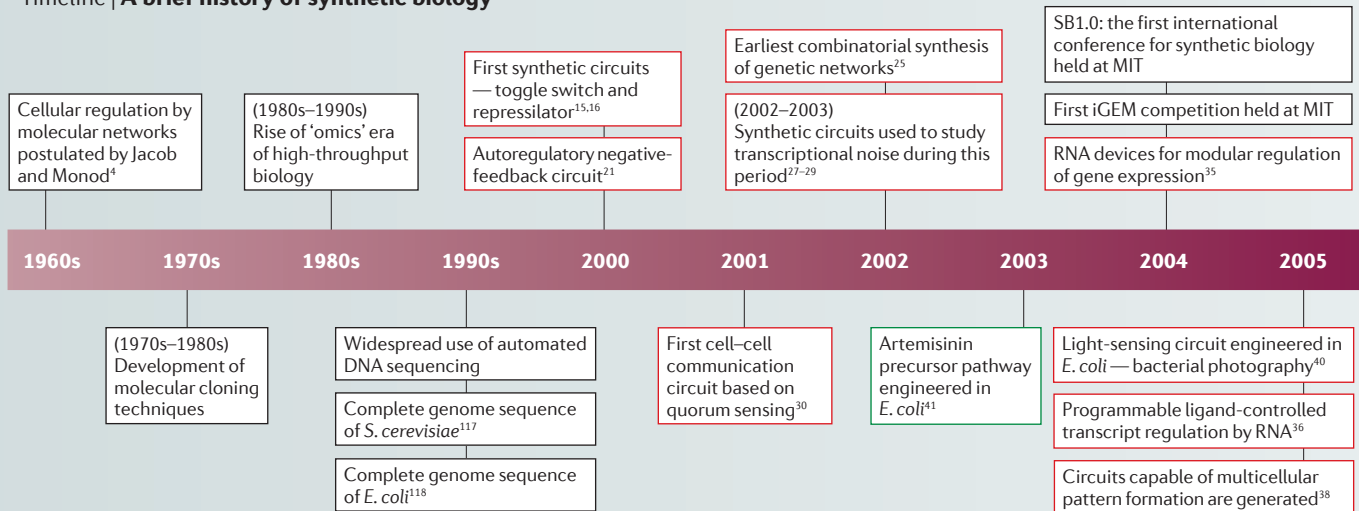 Timeline | A brief history of synthetic biology
Cellular regulation by
molecular networks
postulated by Jacob
and Monod4
(1980s–1990s)
Rise of ‘omics’ era
of high-throughput
biology
First synthetic circuits
— toggle switch and
repressilator15,16
Autoregulatory negative-
feedback circuit21
Earliest combinatorial synthesis
of genetic networks25
(2002–2003)
Synthetic circuits used to study
transcriptional noise during this
period27–29
SB1.0: the first international
conference for synthetic biology
held at MIT
First iGEM competition held at MIT
RNA devices for modular regulation
of gene expression35
1960s 1970s 1980s 1990s 2000 2001 2002 2003 2004 2005
(1970s–1980s)
Development of
molecular cloning
techniques
Widespread use of automated
DNA sequencing
Complete genome sequence
of S. cerevisiae117
Complete genome sequence
of E. coli118
First cell–cell
communication
circuit based on
quorum sensing30
Artemisinin
precursor pathway
engineered in
E. coli41
Light-sensing circuit engineered in
E. coli — bacterial photography40
Programmable ligand-controlled
transcript regulation by RNA36
Circuits capable of multicellular
pattern formation are generated38